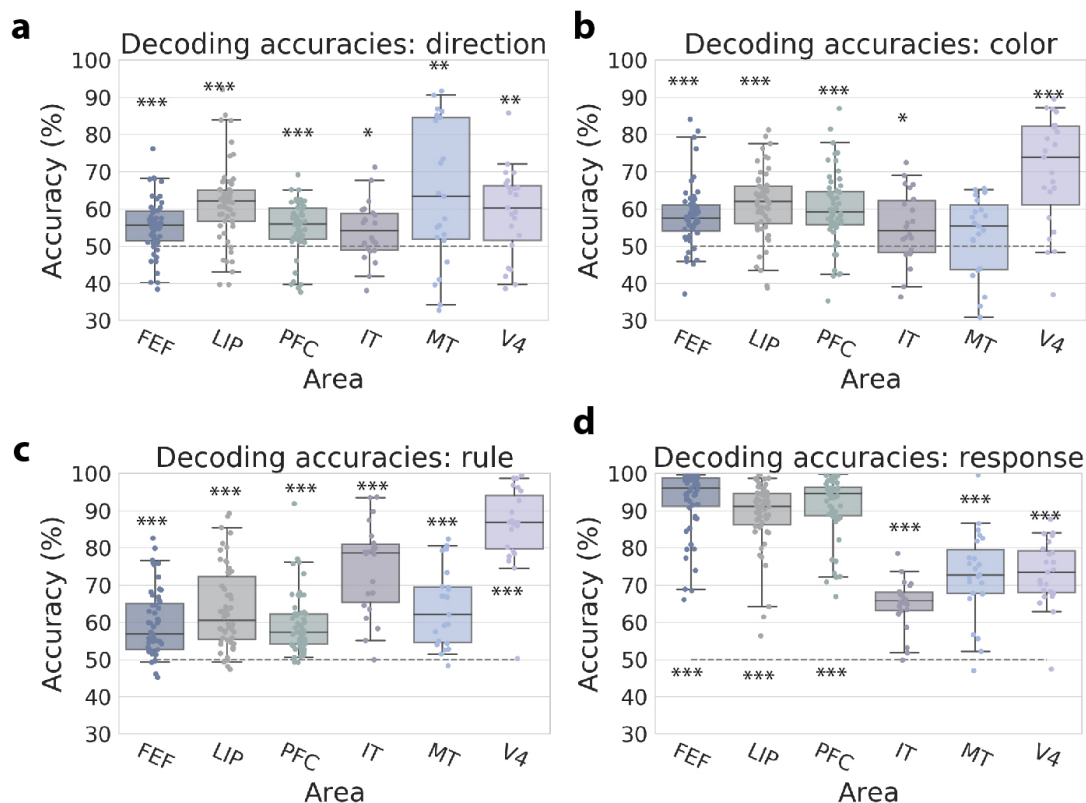 a
Decoding accuracies: direction
100
90
80
70
60
50
40
30
Accuracy (%)
***
***
***
*
**
**
FEF
LIP
PFC
IT
MT
V4
Area
b
Decoding accuracies: color
100
90
80
70
60
50
40
30
Accuracy (%)
***
***
***
*
***
FEF
LIP
PFC
IT
MT
V4
Area
c
Decoding accuracies: rule
100
90
80
70
60
50
40
30
Accuracy (%)
***
***
***
***
***
***
FEF
LIP
PFC
IT
MT
V4
Area
d
Decoding accuracies: response
100
90
80
70
60
50
40
30
Accuracy (%)
***
***
***
***
***
***
FEF
LIP
PFC
IT
MT
V4
Area